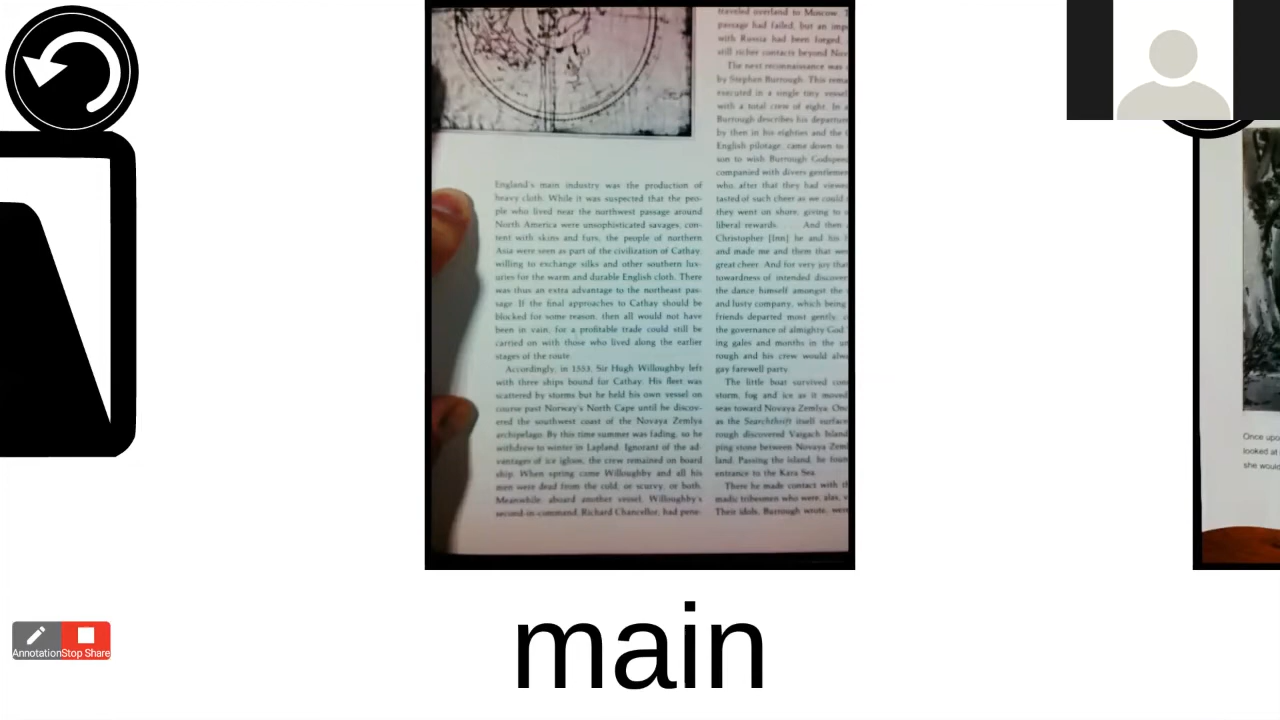 England's main industry was the production of
heavy cloth. While it was suspected that the peo-
ple who lived near the northwest passage around
North America were unsophisticated savages, con-
tent with skins and furs, the people of northern
Asia were seen as part of the civilization of Cathay,
willing to exchange silks and other southern lux-
uries for the warm and durable English cloth. There
was thus an extra advantage to the northeast pas-
sage. If the final approaches to Cathay should be
blocked for some reason, then all would not have
been in vain, for a profitable trade could still be
carried on with those who lived along the earlier
stages of the route.
Accordingly, in 1553, Sir Hugh Willoughby left
with three ships bound for Cathay. His fleet was
scattered by storms but he held his own vessel on
course past Norway's North Cape until he discov-
ered the southwest coast of the Novaya Zemlya
archipelago. By this time summer was fading, so he
withdrew to winter in Lapland. Ignorant of the ad-
vantages of ice igloos, the crew remained on board
ship. When spring come Willoughby and all his
men were dead from the cold, or scurvy, or both.
Meanwhile, aboard another vessel, Willoughby's
second-in-command, Richard Chancellor, had pene-
traveled overland to Moscow.
passage had failed, but an
with Russia had been forged,
still richer contacts beyond
The next reconnaissance was
by Stephen Burrough. This
executed in a single tiny vessel
with a total crew of eight. In
Burrough describes his
by then in his eighties and the
English pilotage, came down to
son to wish Burrough
companied with divers
who, after that they had
tasted of such cheer as we could
they went on shore, giving to
liberal rewards. And then
Christopher [Inn] he and his
and made me and them that
great cheer. And for very joy that
towardness of intended
the dance himself amongst the
and lusty company, which being
friends departed most gently,
the governance of almighty God
ing gales and months in the
rough and his crew would
gay farewell party.
The little boat survived
storm, fog and ice as it moved
seas toward Novaya Zemlya.
as the Searchthrift itself
rough discovered Vaigach Island
ping stone between Novaya
land. Passing the island, he
entrance to the Kara Sea.
There he made contact with
madic tribesmen who were, alas,
Their idols, Burrough wrote, were
Once
looked at
she would
main
Annotation Stop Share